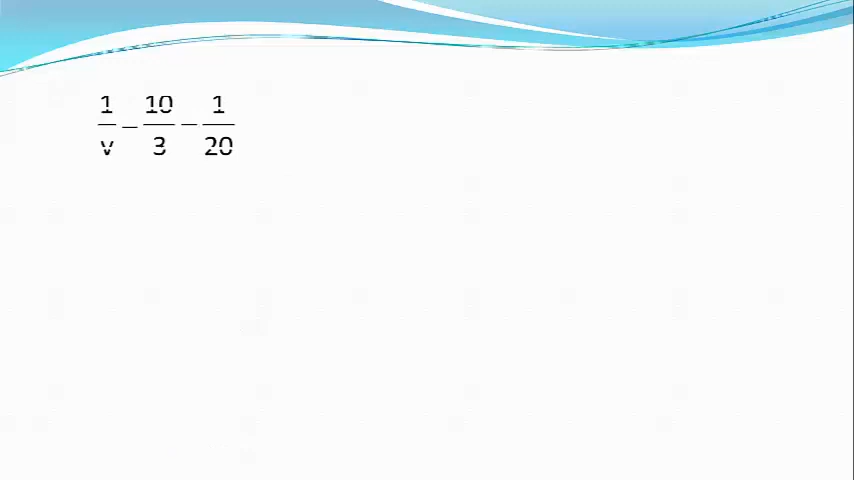 1/v = 10/3 − 1/20